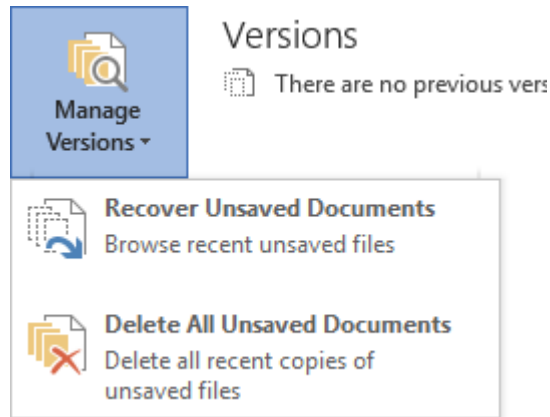 Versions
There are no previous vers
Manage
Versions
Recover Unsaved Documents
Browse recent unsaved files
Delete All Unsaved Documents
Delete all recent copies of
unsaved files